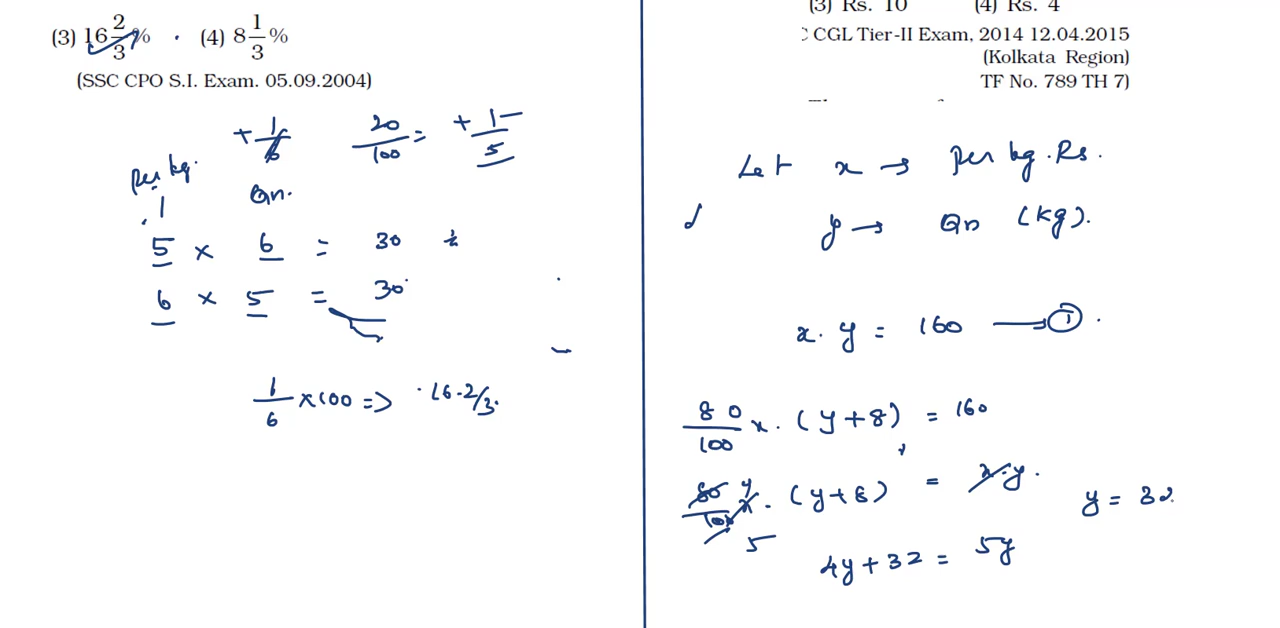 (3) 16 2/3 % (4) 8 1/3 %
(SSC CPO S.I. Exam. 05.09.2004)
+ 1/6 20/100 = + 1/5
per kg. Qn.
1
5 × 6 = 30
6 × 5 = 30
1/6 × 100 => 16-2/3.
(3) Rs. 10 (4) Rs. 4
CGL Tier-II Exam, 2014 12.04.2015
(Kolkata Region)
TF No. 789 TH 7)
Let x → per kg. Rs.
y → Qn (kg).
x. y = 160 — 1 .
80/100 x. (y+8) = 160
80/100 x. (y+8) = x.y.
4
5
y = 32
4y + 32 = 5y